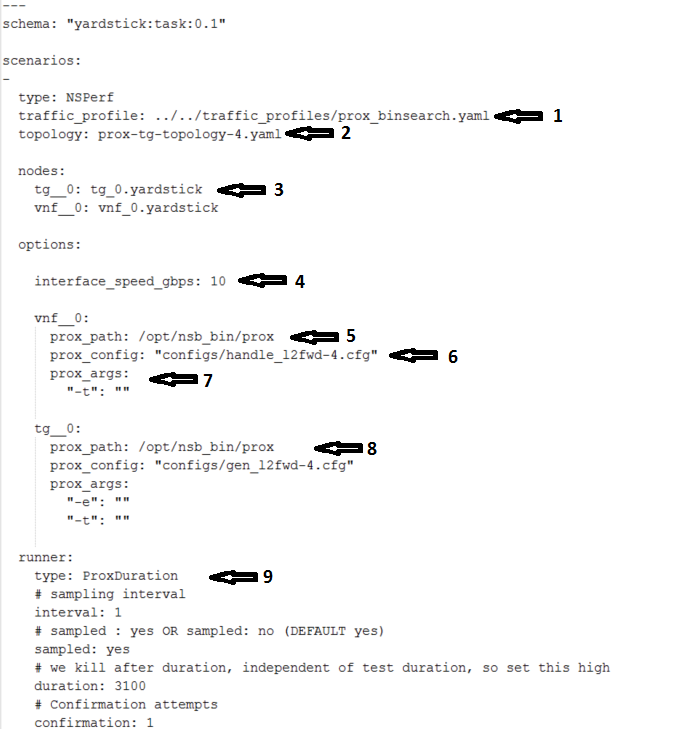 ---
schema: "yardstick:task:0.1"
scenarios:
-
type: NSPerf
traffic_profile: ../../traffic_profiles/prox_binsearch.yaml 1
topology: prox-tg-topology-4.yaml 2
nodes:
tg__0: tg_0.yardstick 3
vnf__0: vnf_0.yardstick
options:
interface_speed_gbps: 10 4
vnf__0:
prox_path: /opt/nsb_bin/prox 5
prox_config: "configs/handle_l2fwd-4.cfg" 6
prox_args: 7
"-t": ""
tg__0:
prox_path: /opt/nsb_bin/prox 8
prox_config: "configs/gen_l2fwd-4.cfg"
prox_args:
"-e": ""
"-t": ""
runner:
type: ProxDuration 9
# sampling interval
interval: 1
# sampled : yes OR sampled: no (DEFAULT yes)
sampled: yes
# we kill after duration, independent of test duration, so set this high
duration: 3100
# Confirmation attempts
confirmation: 1